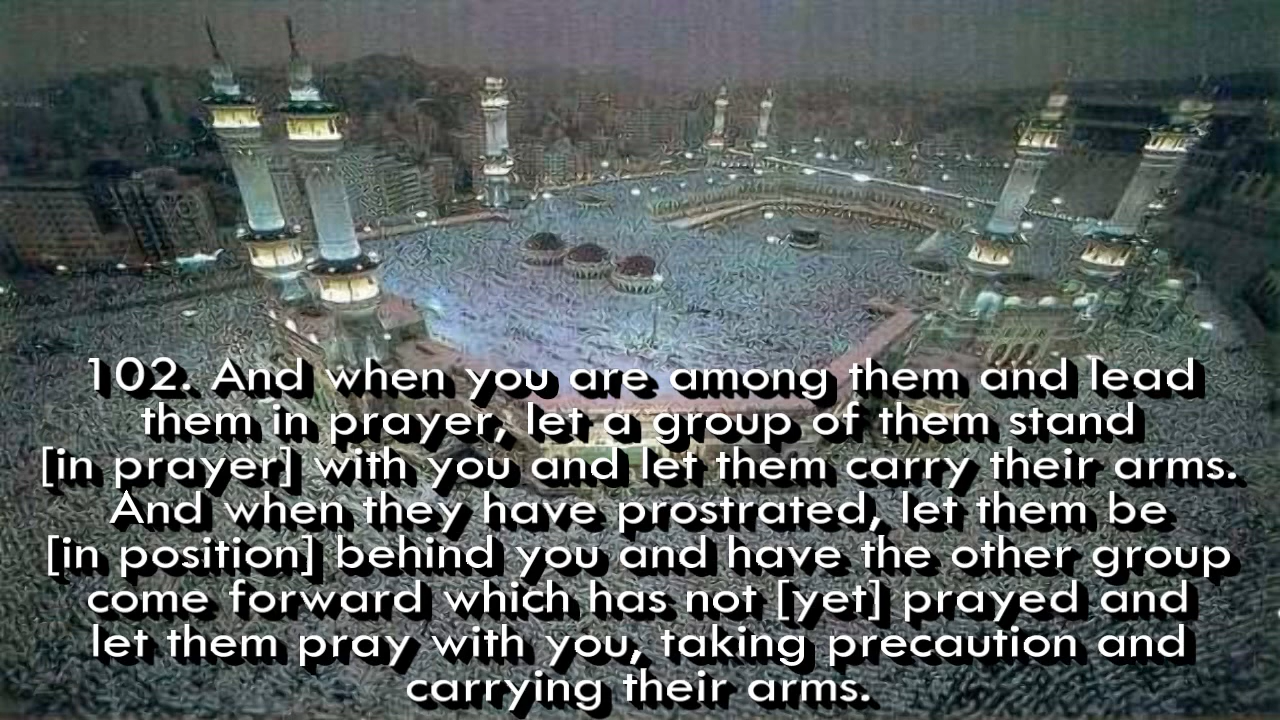 102. And when you are among them and lead
them in prayer, let a group of them stand
[in prayer] with you and let them carry their arms.
And when they have prostrated, let them be
[in position] behind you and have the other group
come forward which has not [yet] prayed and
let them pray with you, taking precaution and
carrying their arms.